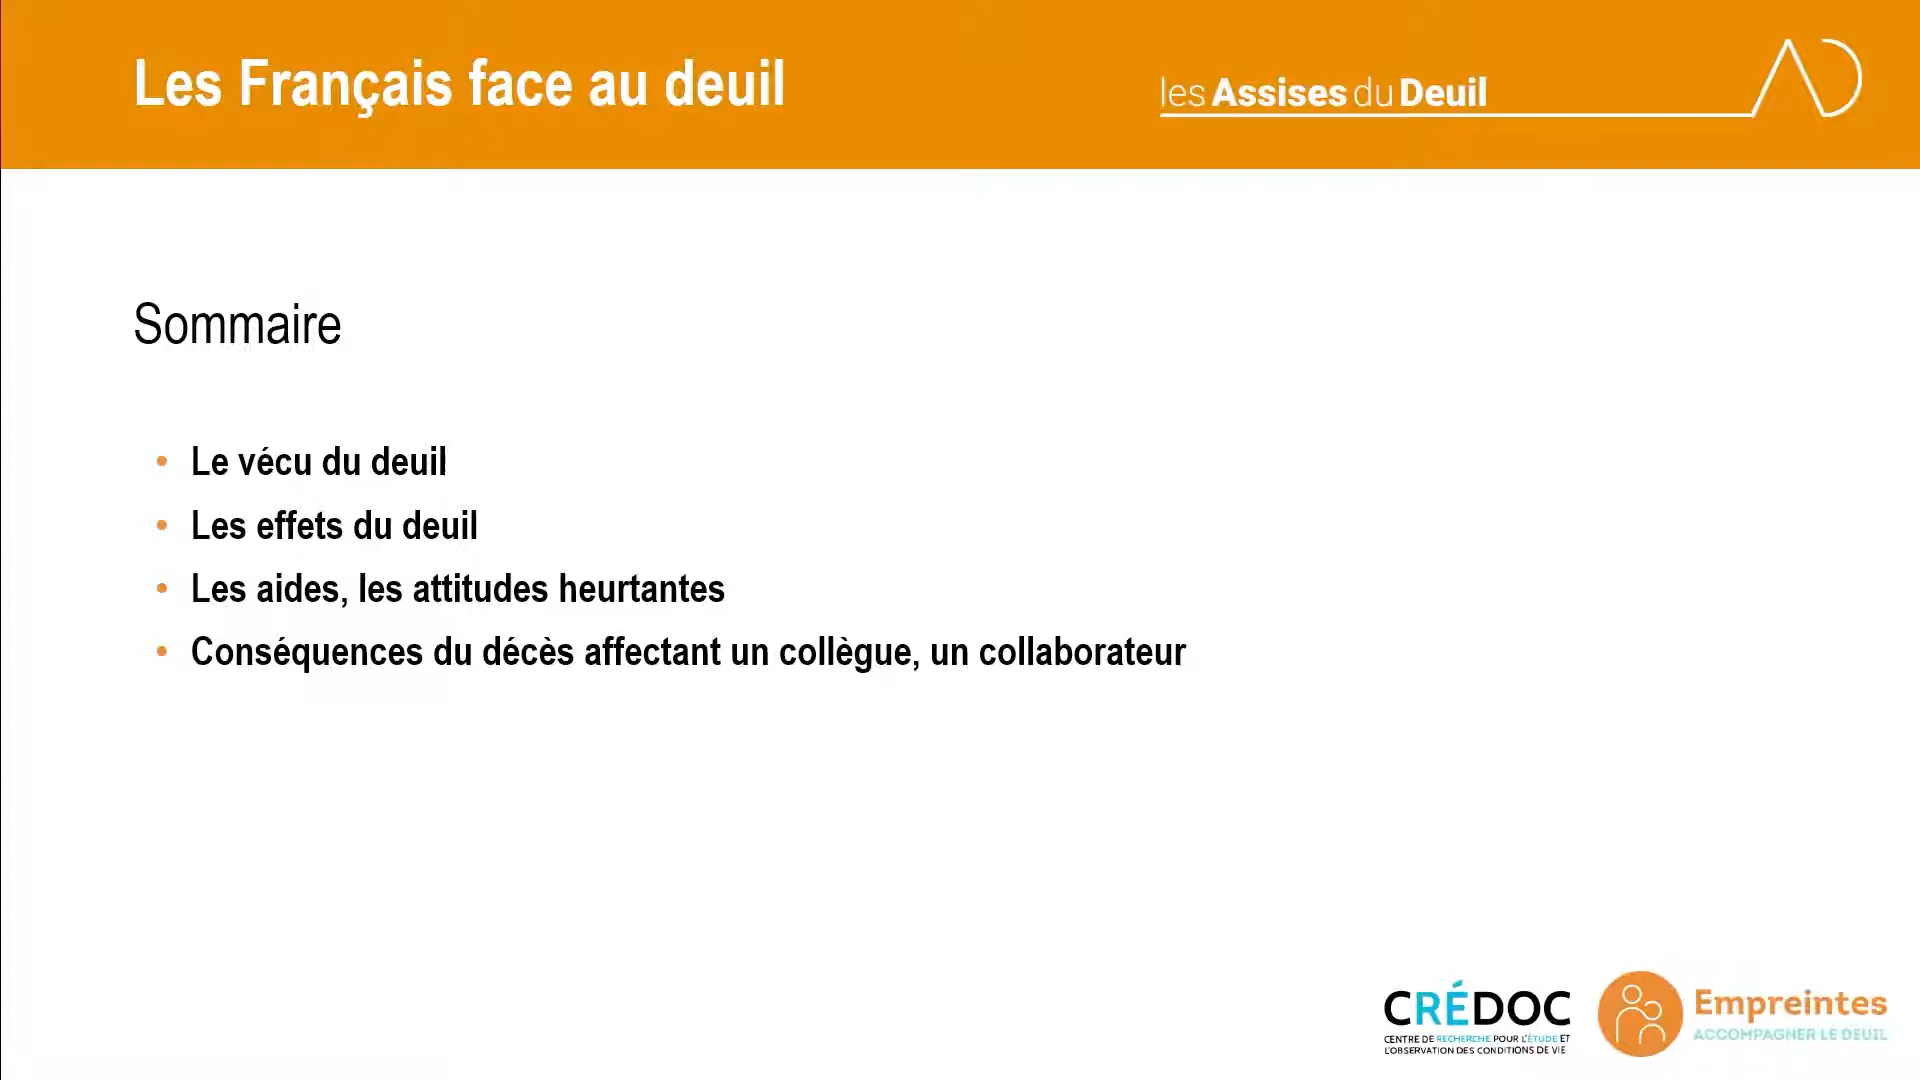 Les Français face au deuil
les Assises du Deuil
Sommaire
• Le vécu du deuil
• Les effets du deuil
• Les aides, les attitudes heurtantes
• Conséquences du décès affectant un collègue, un collaborateur
CRÉDOC
CENTRE DE RECHERCHE POUR L'ÉTUDE ET
L'OBSERVATION DES CONDITIONS DE VIE
Empreintes
ACCOMPAGNER LE DEUIL